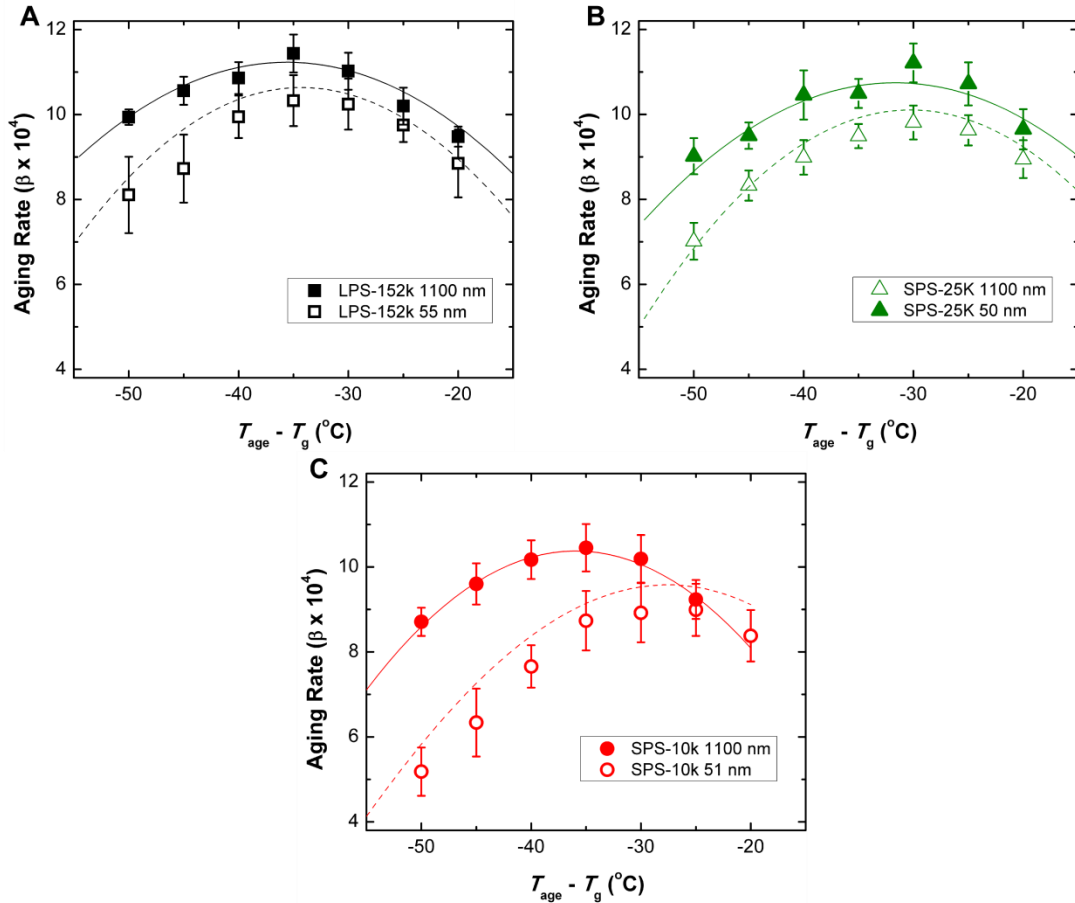 A
12
10
8
6
4
Aging Rate (β x 10⁴)
LPS-152k 1100 nm
LPS-152k 55 nm
-50 -40 -30 -20
T_age - T_g (°C)
B
12
10
8
6
4
Aging Rate (β x 10⁴)
SPS-25K 1100 nm
SPS-25K 50 nm
-50 -40 -30 -20
T_age - T_g (°C)
C
12
10
8
6
4
Aging Rate (β x 10⁴)
SPS-10k 1100 nm
SPS-10k 51 nm
-50 -40 -30 -20
T_age - T_g (°C)